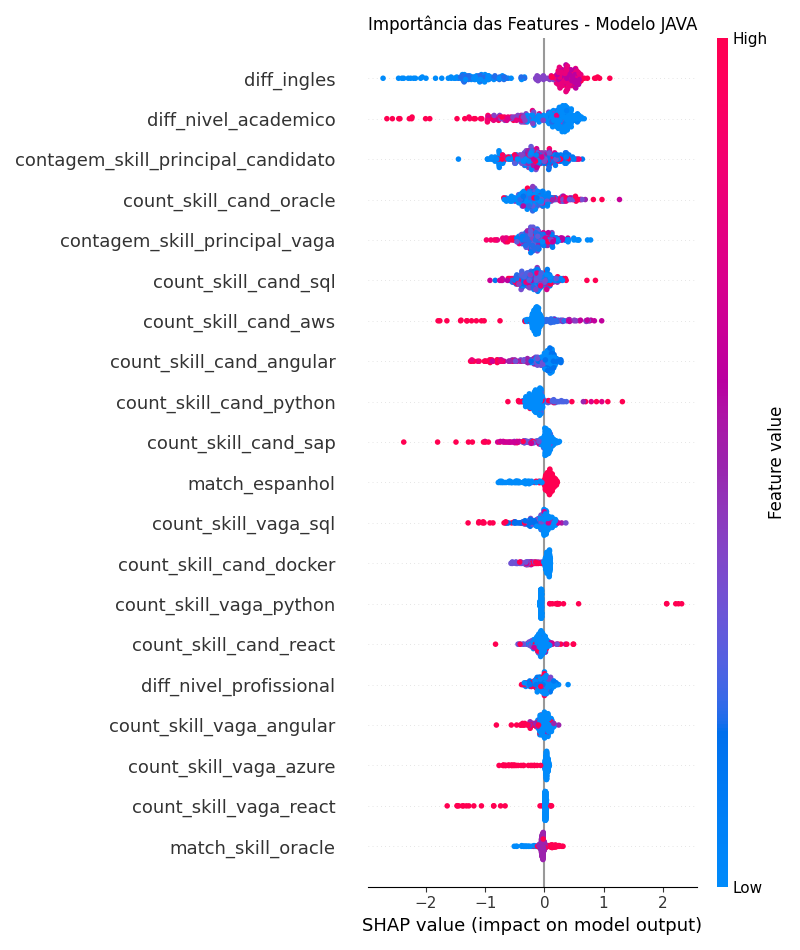 Importância das Features - Modelo JAVA
High
diff_ingles
diff_nivel_academico
contagem_skill_principal_candidato
count_skill_cand_oracle
contagem_skill_principal_vaga
count_skill_cand_sql
count_skill_cand_aws
count_skill_cand_angular
count_skill_cand_python
count_skill_cand_sap
match_espanhol
count_skill_vaga_sql
count_skill_cand_docker
count_skill_vaga_python
count_skill_cand_react
diff_nivel_profissional
count_skill_vaga_angular
count_skill_vaga_azure
count_skill_vaga_react
match_skill_oracle
Feature value
Low
−2 −1 0 1 2
SHAP value (impact on model output)